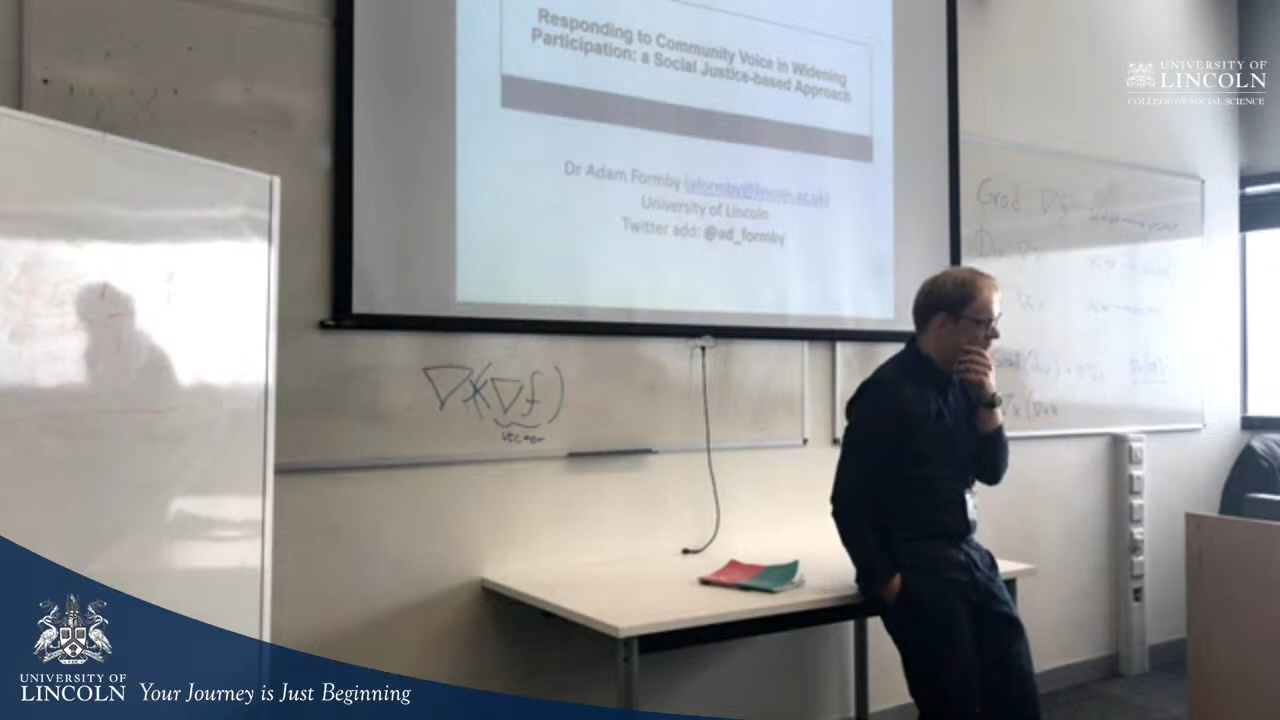 Responding to Community Voice in Widening
Participation: a Social Justice-based Approach
Dr Adam Formby (aformby@lincoln.ac.uk)
University of Lincoln
Twitter add: @ad_formby
UNIVERSITY OF
LINCOLN
COLLEGE OF SOCIAL SCIENCE
Grad
∇×(∇f)
vector
UNIVERSITY OF
LINCOLN
Your Journey is Just Beginning